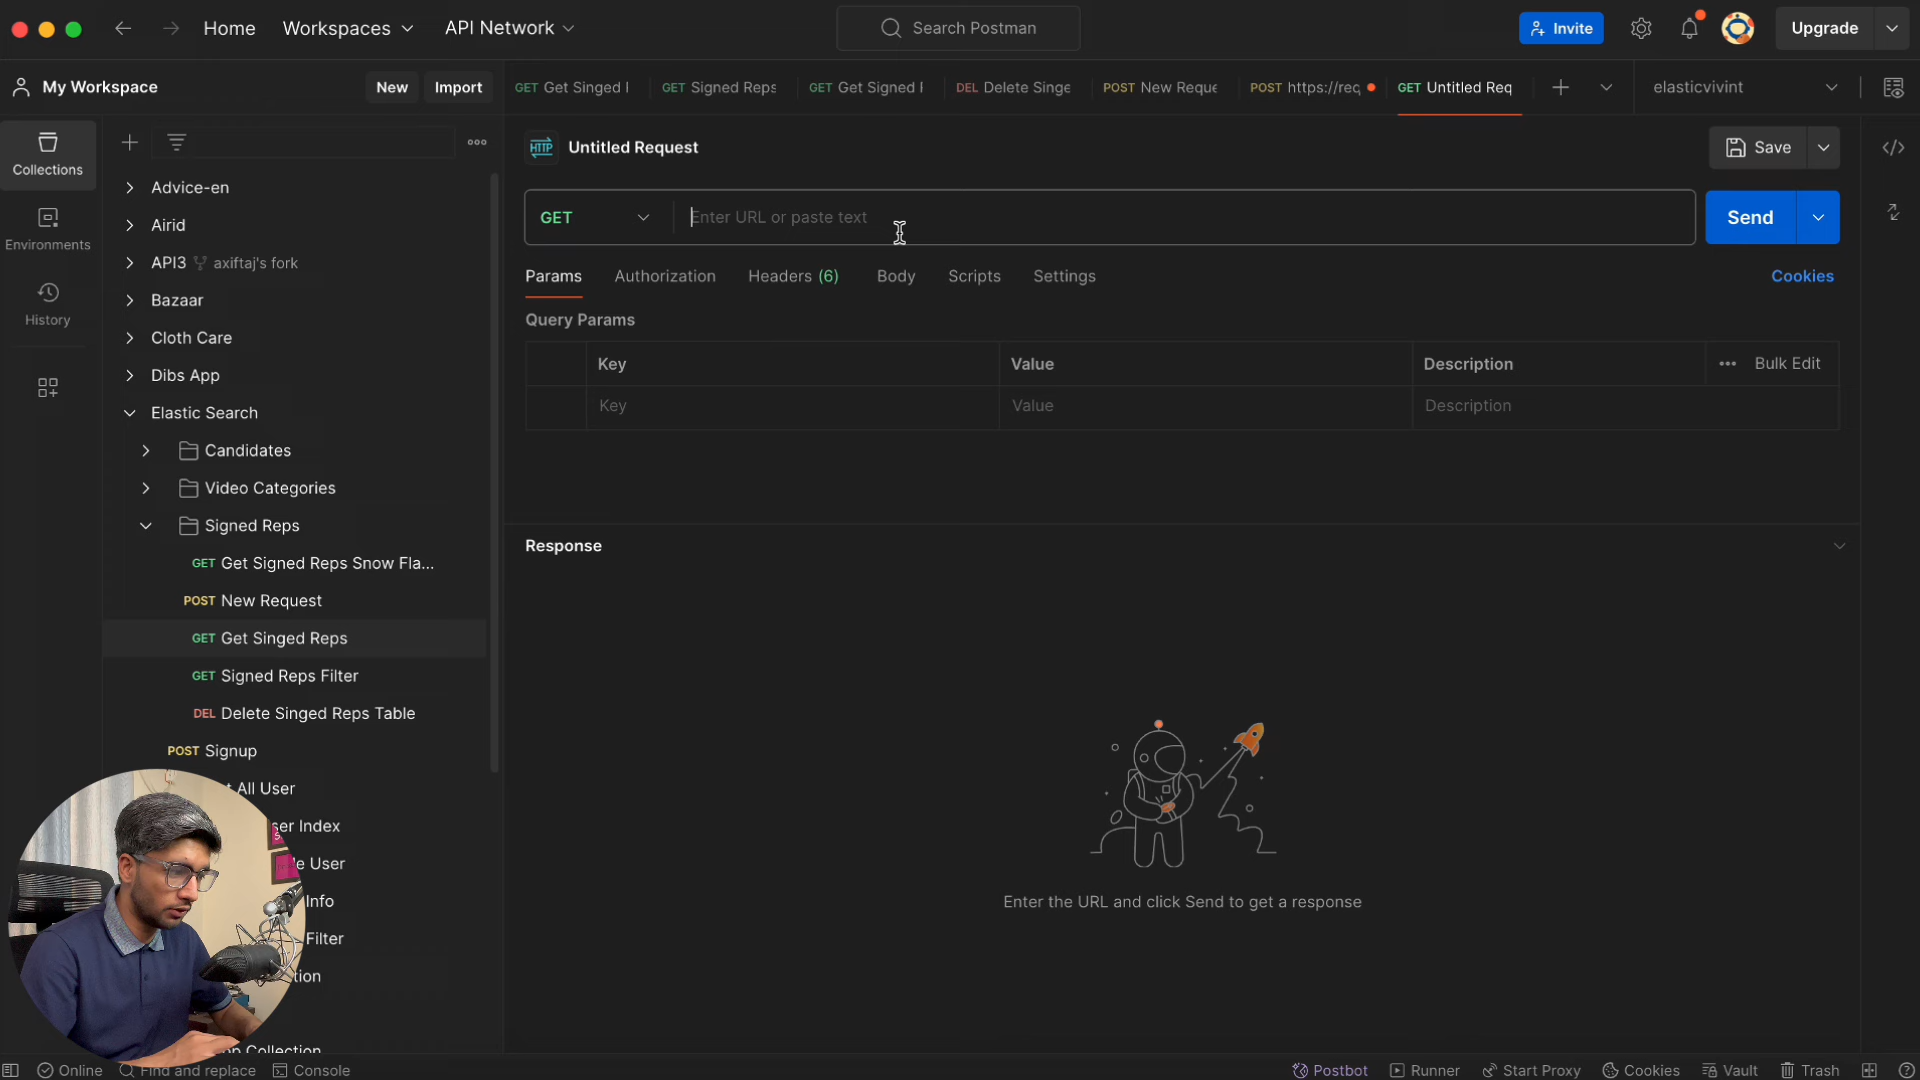 Home
Workspaces
API Network
Search Postman
Invite
Upgrade
My Workspace
New
Import
GET Get Singed
GET Signed Reps
GET Get Signed
DEL Delete Singe
POST New Reque
POST https://req
GET Untitled Req
elasticvivint
Collections
Environments
History
Advice-en
Airid
API3 axiftaj's fork
Bazaar
Cloth Care
Dibs App
Elastic Search
Candidates
Video Categories
Signed Reps
GET Get Signed Reps Snow Fla...
POST New Request
GET Get Singed Reps
GET Signed Reps Filter
DEL Delete Singed Reps Table
POST Signup
All User
ser Index
le User
Info
Filter
tion
Collection
HTTP Untitled Request
Save
GET
Enter URL or paste text
Send
Params
Authorization
Headers (6)
Body
Scripts
Settings
Cookies
Query Params
Key
Value
Description
Bulk Edit
Key
Value
Description
Response
Enter the URL and click Send to get a response
Online
Find and replace
Console
Postbot
Runner
Start Proxy
Cookies
Vault
Trash